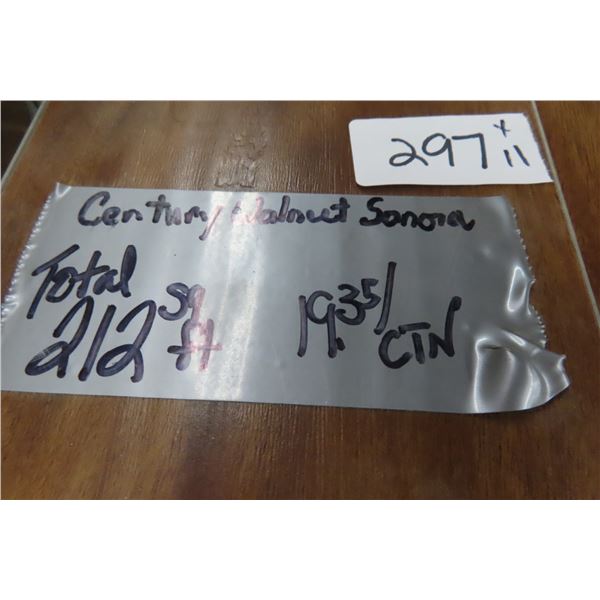 297 x 11
Century Walnut Sonora
Total 212 sq ft
19.35/ CTN